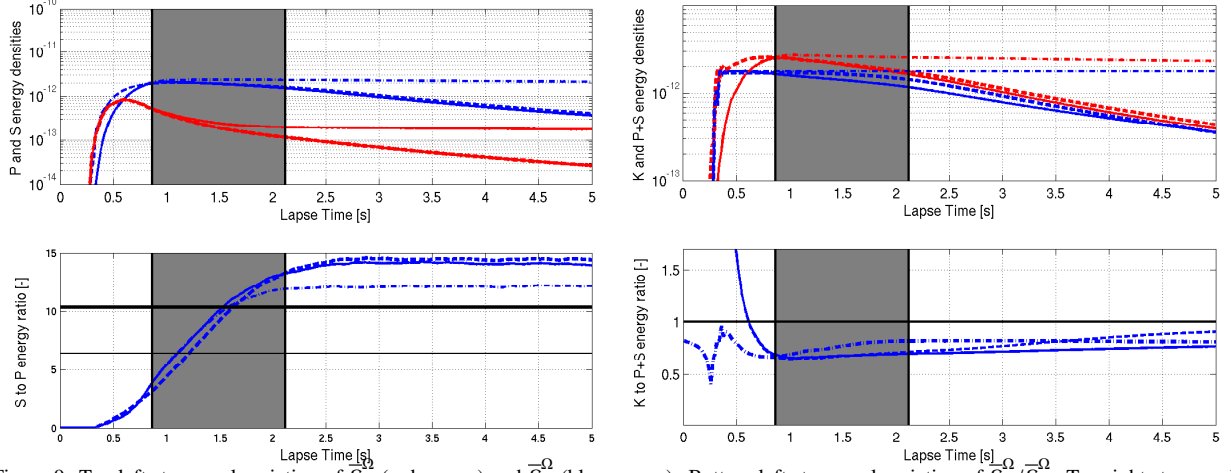 10^-10
10^-11
10^-12
10^-13
10^-14
P and S energy densities
0 0.5 1 1.5 2 2.5 3 3.5 4 4.5 5
Lapse Time [s]
10^-12
10^-13
K and P+S energy densities
0 0.5 1 1.5 2 2.5 3 3.5 4 4.5 5
Lapse Time [s]
15
10
5
0
S to P energy ratio [-]
0 0.5 1 1.5 2 2.5 3 3.5 4 4.5 5
Lapse Time [s]
1.5
1
0.5
K to P+S energy ratio [-]
0 0.5 1 1.5 2 2.5 3 3.5 4 4.5 5
Lapse Time [s]